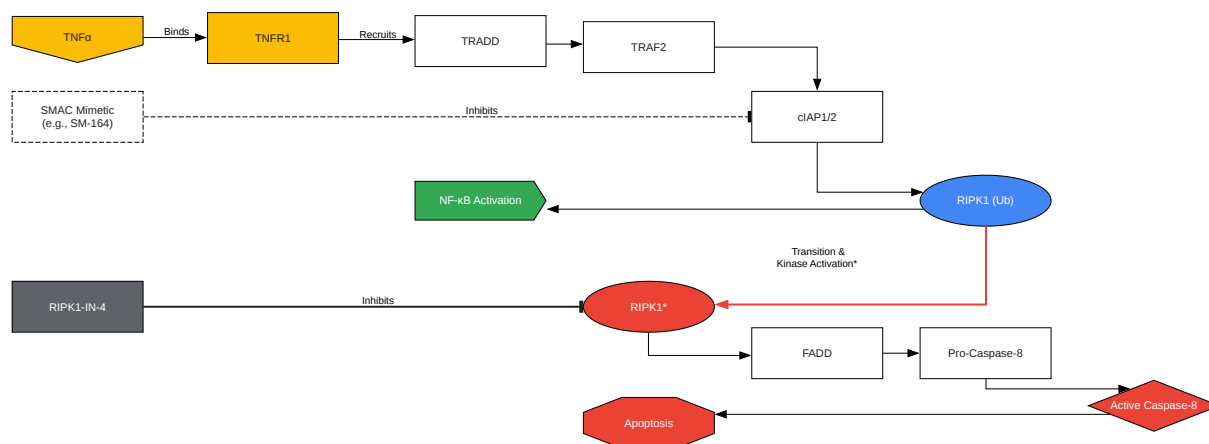 TNFα
Binds
TNFR1
Recruits
TRADD
TRAF2
SMAC Mimetic
(e.g., SM-164)
Inhibits
cIAP1/2
NF-κB Activation
RIPK1 (Ub)
Transition &
Kinase Activation*
RIPK1-IN-4
Inhibits
RIPK1*
FADD
Pro-Caspase-8
Active Caspase-8
Apoptosis